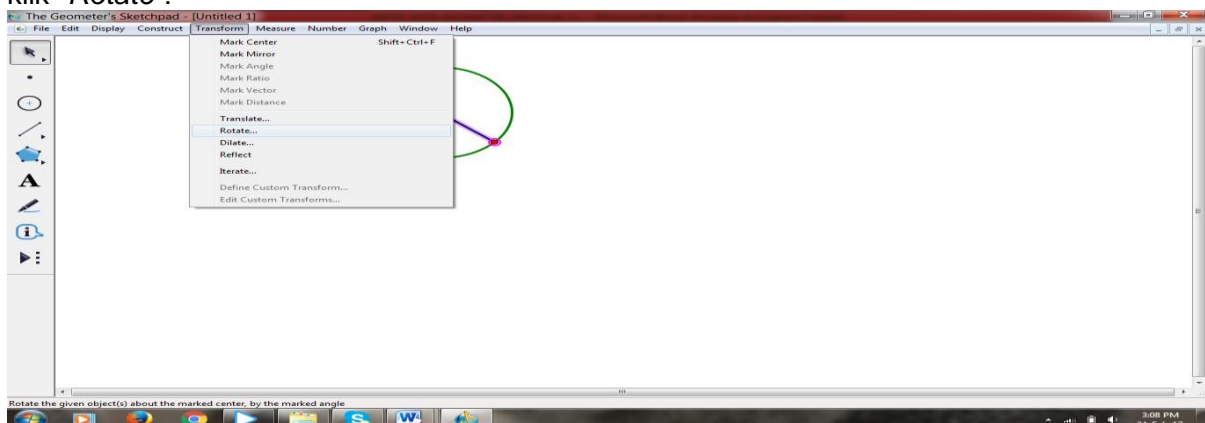 klik "Rotate".
The Geometer's Sketchpad - [Untitled 1]
File Edit Display Construct Transform Measure Number Graph Window Help
Mark Center Shift+Ctrl+F
Mark Mirror
Mark Angle
Mark Ratio
Mark Vector
Mark Distance
Translate...
Rotate...
Dilate...
Reflect
Iterate...
Define Custom Transform...
Edit Custom Transforms...
A
Rotate the given object(s) about the marked center, by the marked angle
3:08 PM